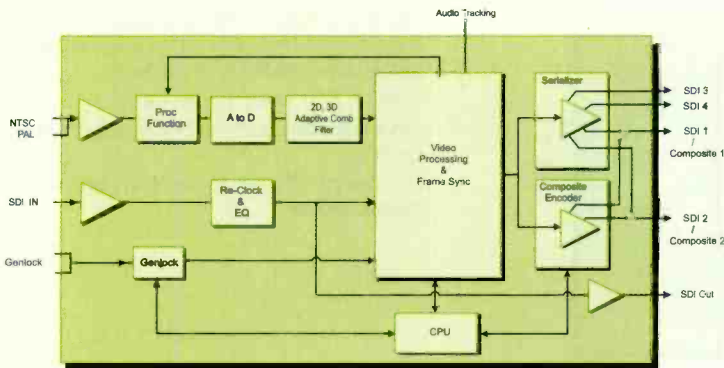 Audio Tracking
NTSC
PAL
Proc
Function
A to D
2D, 3D
Adaptive Comb
Filter
Video
Processing
&
Frame Sync
Serializer
SDI 3
SDI 4
SDI 1
/
Composite 1
SDI IN
Re-Clock
& EQ
Composite
Encoder
SDI 2
/
Composite 2
Genlock
Genlock
SDI Out
CPU